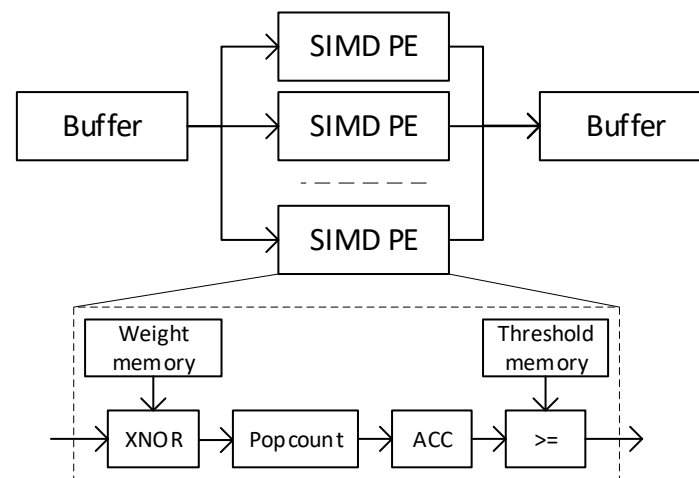 SIMD PE
Buffer
SIMD PE
Buffer
SIMD PE
Weight
memory
Threshold
memory
XNOR
Popcount
ACC
>=